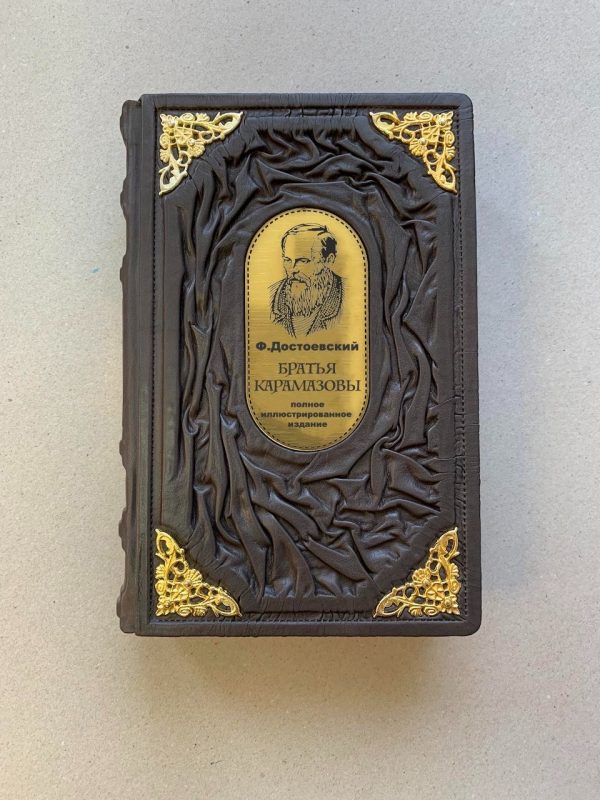 Ф.Достоевский
БРАТЬЯ
КАРАМАЗОВЫ
полное
иллюстрированное
издание